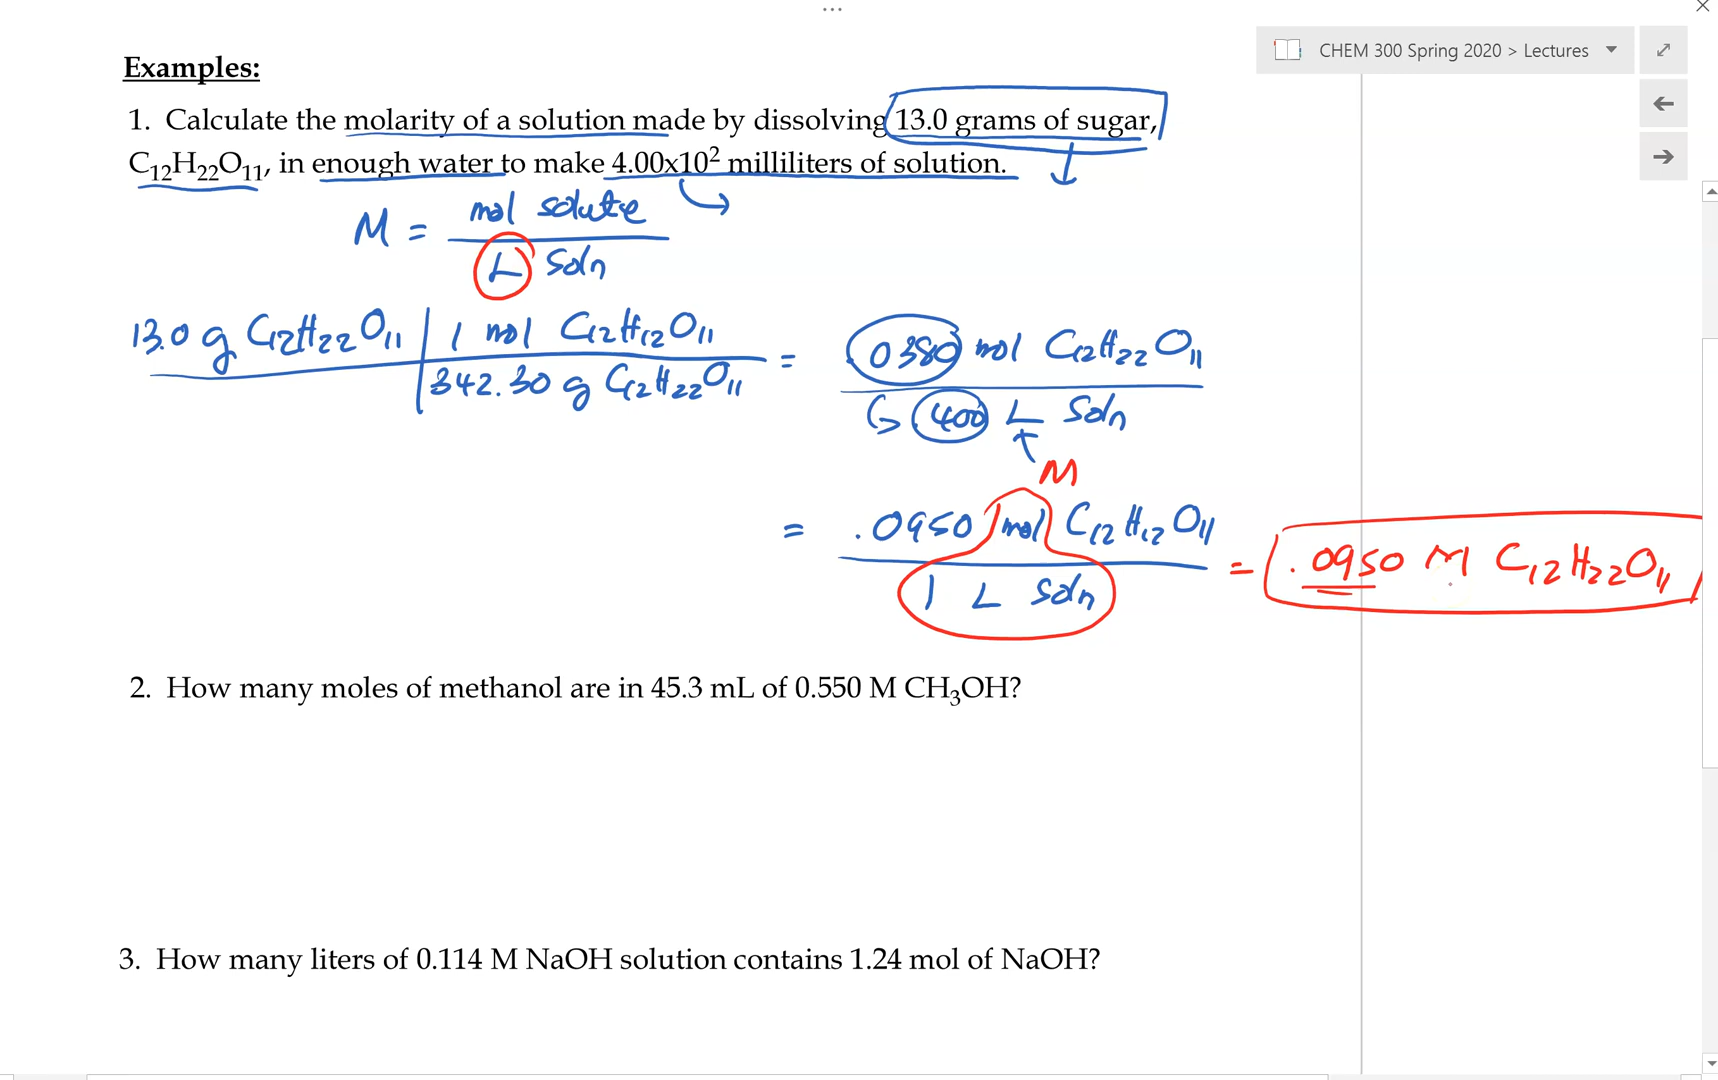 CHEM 300 Spring 2020 > Lectures
Examples:
1. Calculate the molarity of a solution made by dissolving 13.0 grams of sugar,
C₁₂H₂₂O₁₁, in enough water to make 4.00x10² milliliters of solution.
M = mol solute
L soln
13.0 g C₁₂H₂₂O₁₁ | 1 mol C₁₂H₁₂O₁₁
342.30 g C₁₂H₂₂O₁₁
= .0380 mol C₁₂H₂₂O₁₁
.400 L soln
M
= .0950 mol C₁₂H₁₂O₁₁
1 L soln
= .0950 M C₁₂H₂₂O₁₁
2. How many moles of methanol are in 45.3 mL of 0.550 M CH₃OH?
3. How many liters of 0.114 M NaOH solution contains 1.24 mol of NaOH?